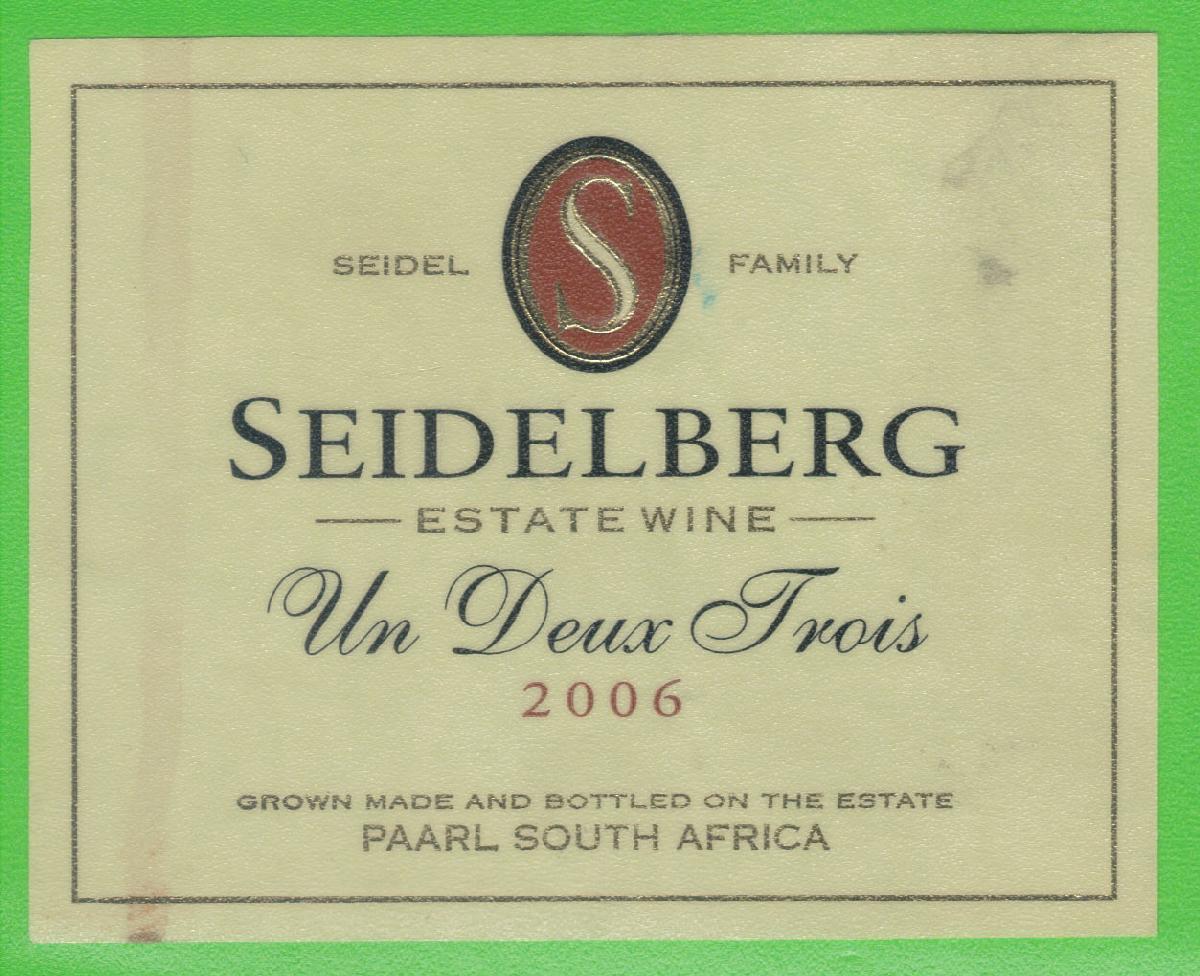 SEIDEL S FAMILY
SEIDELBERG
ESTATE WINE
Un Deux Trois
2006
GROWN MADE AND BOTTLED ON THE ESTATE
PAARL SOUTH AFRICA